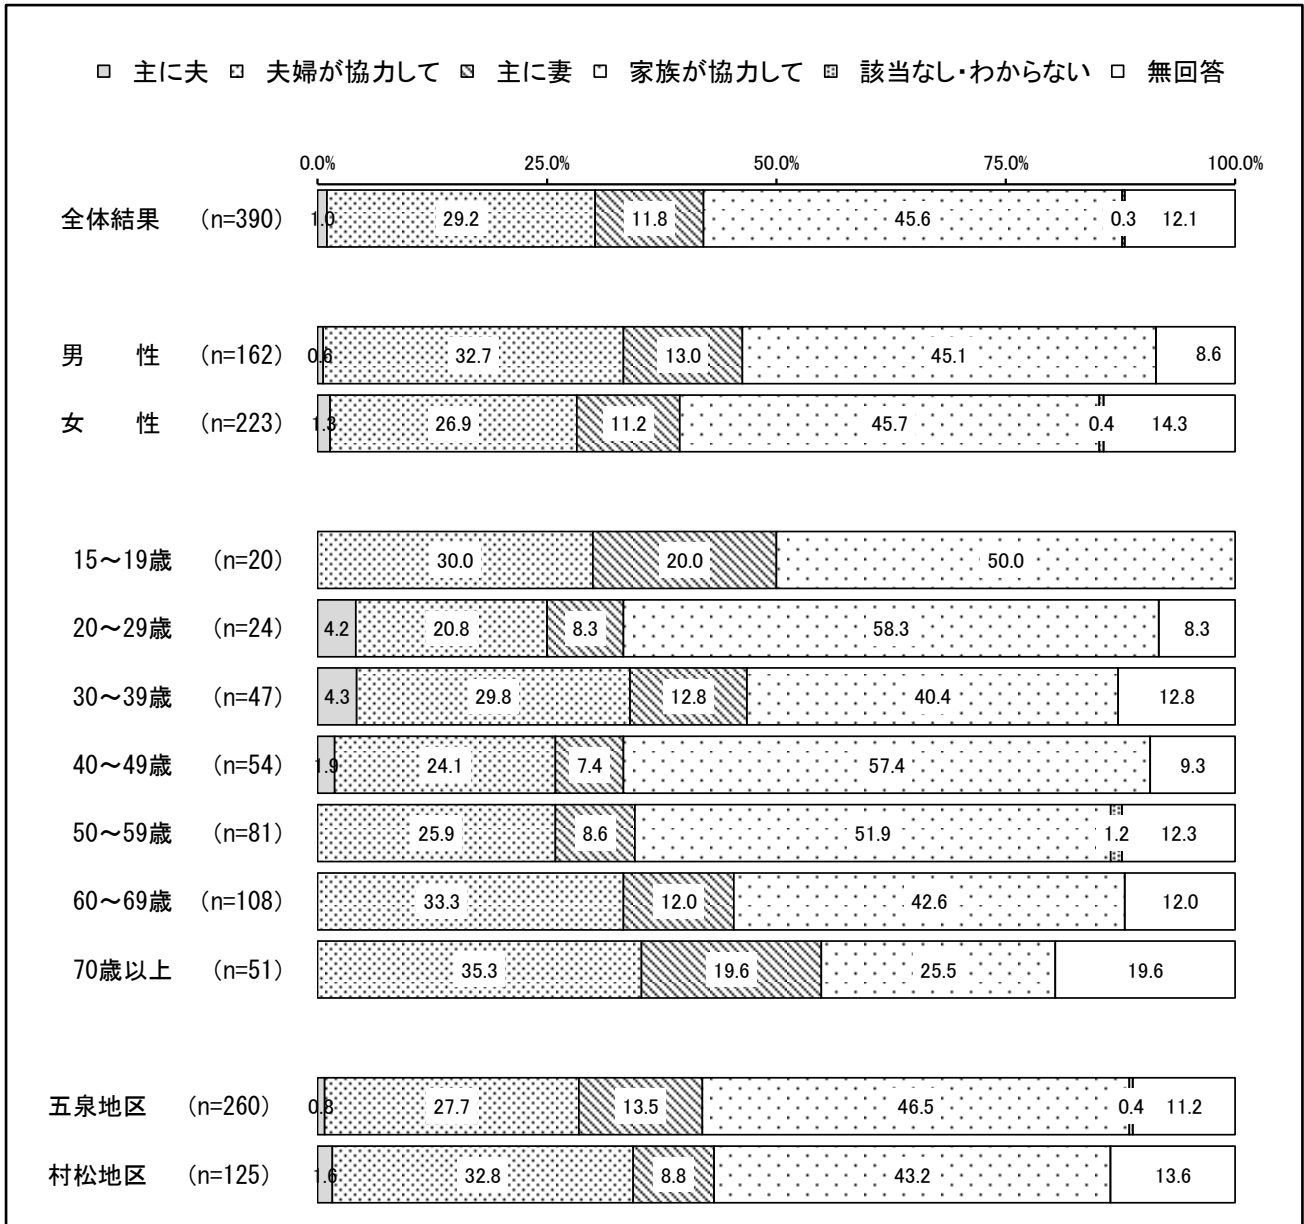 主に夫 夫婦が協力して 主に妻 家族が協力して 該当なし・わからない 無回答
0.0% 25.0% 50.0% 75.0% 100.0%
全体結果 (n=390) 1.0 29.2 11.8 45.6 0.3 12.1
男 性 (n=162) 0.6 32.7 13.0 45.1 8.6
女 性 (n=223) 1.3 26.9 11.2 45.7 0.4 14.3
15～19歳 (n=20) 30.0 20.0 50.0
20～29歳 (n=24) 4.2 20.8 8.3 58.3 8.3
30～39歳 (n=47) 4.3 29.8 12.8 40.4 12.8
40～49歳 (n=54) 1.9 24.1 7.4 57.4 9.3
50～59歳 (n=81) 25.9 8.6 51.9 1.2 12.3
60～69歳 (n=108) 33.3 12.0 42.6 12.0
70歳以上 (n=51) 35.3 19.6 25.5 19.6
五泉地区 (n=260) 0.8 27.7 13.5 46.5 0.4 11.2
村松地区 (n=125) 1.6 32.8 8.8 43.2 13.6